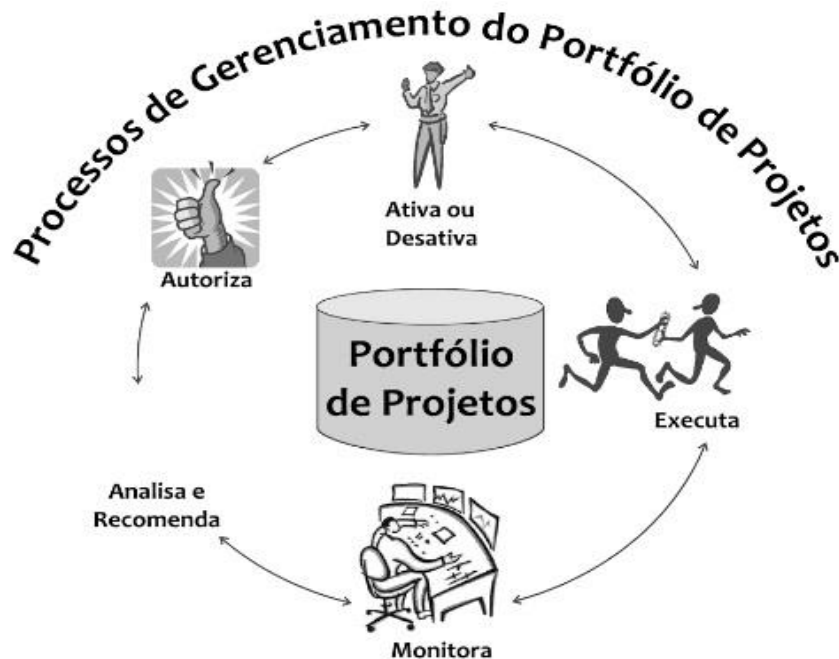 Processos de Gerenciamento do Portfólio de Projetos
Ativa ou
Desativa
Autoriza
Portfólio
de Projetos
Executa
Analisa e
Recomenda
Monitora